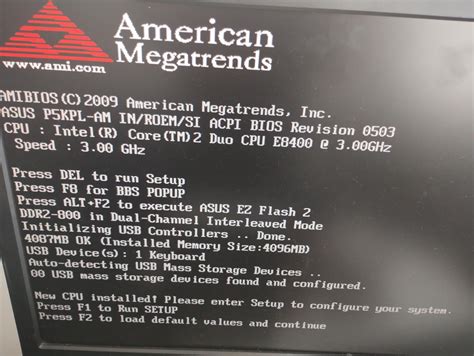 American
Megatrends
www.ami.com
AMIBIOS(C)2009 American Megatrends, Inc.
ASUS P5KPL-AM IN/ROEM/SI ACPI BIOS Revision 0503
CPU : Intel(R) Core(TM)2 Duo CPU E8400 @ 3.00GHz
Speed : 3.00 GHz
Press DEL to run Setup
Press F8 for BBS POPUP
Press ALT+F2 to execute ASUS EZ Flash 2
DDR2-800 in Dual-Channel Interleaved Mode
Initializing USB Controllers .. Done.
4087MB OK (Installed Memory Size:4096MB)
USB Device(s): 1 Keyboard
Auto-detecting USB Mass Storage Devices ..
00 USB mass storage devices found and configured.
New CPU installed! Please enter Setup to configure your system.
Press F1 to Run SETUP
Press F2 to load default values and continue